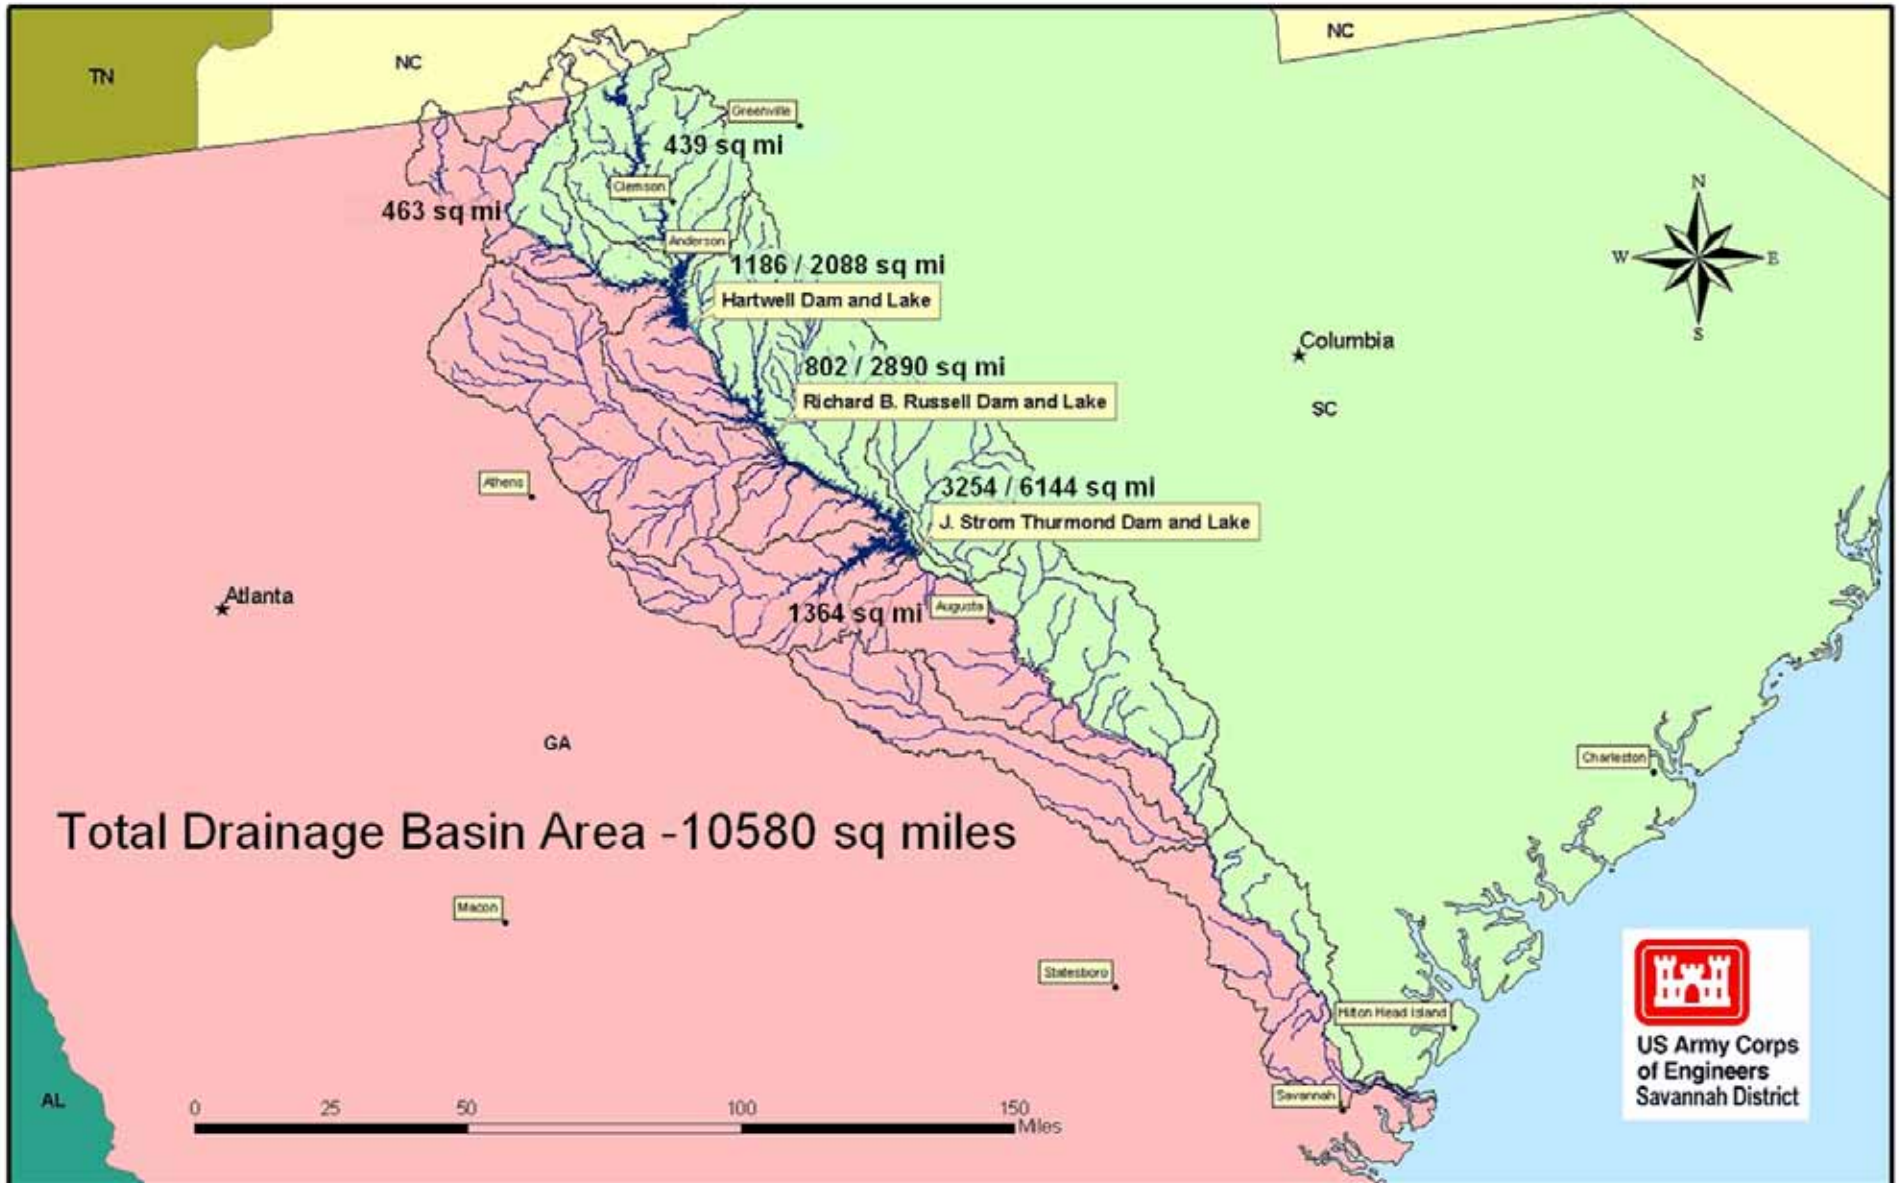 TN
NC
NC
Greenville
439 sq mi
Clemson
463 sq mi
Anderson
1186 / 2088 sq mi
Hartwell Dam and Lake
N
W
E
S
802 / 2890 sq mi
Richard B. Russell Dam and Lake
Columbia
SC
Athens
3254 / 6144 sq mi
J. Strom Thurmond Dam and Lake
Atlanta
1364 sq mi
Augusta
GA
Charleston
Total Drainage Basin Area -10580 sq miles
Macon
Statesboro
Hilton Head Island
US Army Corps
of Engineers
Savannah District
AL
Savannah
0 25 50 100 150
Miles